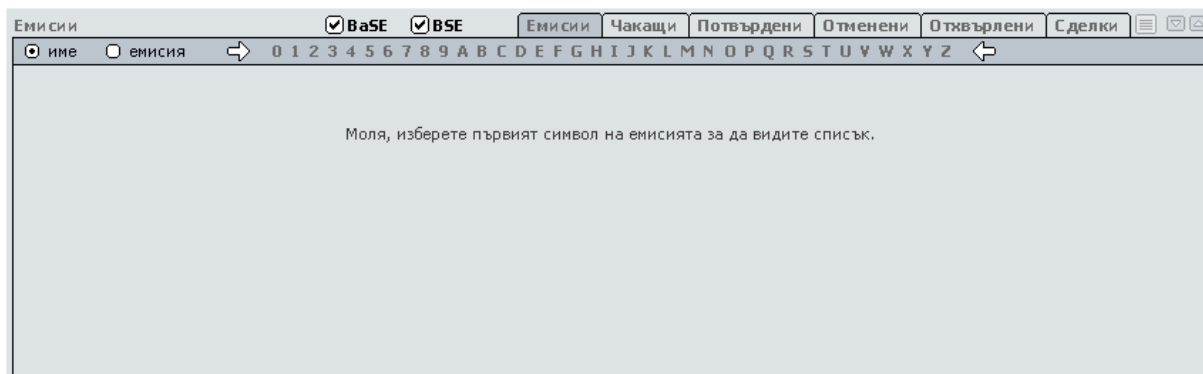 Емисии BaSE BSE Емисии Чакащи Потвърдени Отменени Отхвърлени Сделки
име емисия 0 1 2 3 4 5 6 7 8 9 A B C D E F G H I J K L M N O P Q R S T U V W X Y Z
Моля, изберете първият символ на емисията за да видите списък.